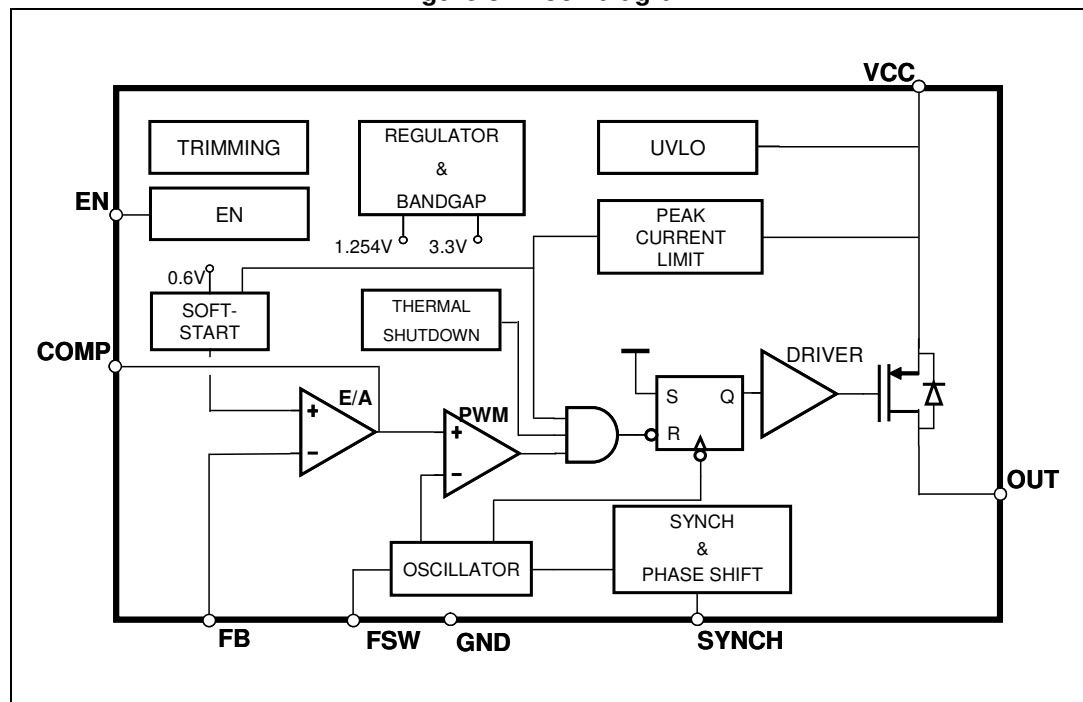 VCC
TRIMMING
REGULATOR
&
BANDGAP
UVLO
EN
EN
PEAK
CURRENT
LIMIT
1.254V
3.3V
0.6V
SOFT-
START
THERMAL
SHUTDOWN
COMP
DRIVER
E/A
+
−
PWM
+
−
S
Q
R
OUT
SYNCH
&
PHASE SHIFT
OSCILLATOR
FB
FSW
GND
SYNCH